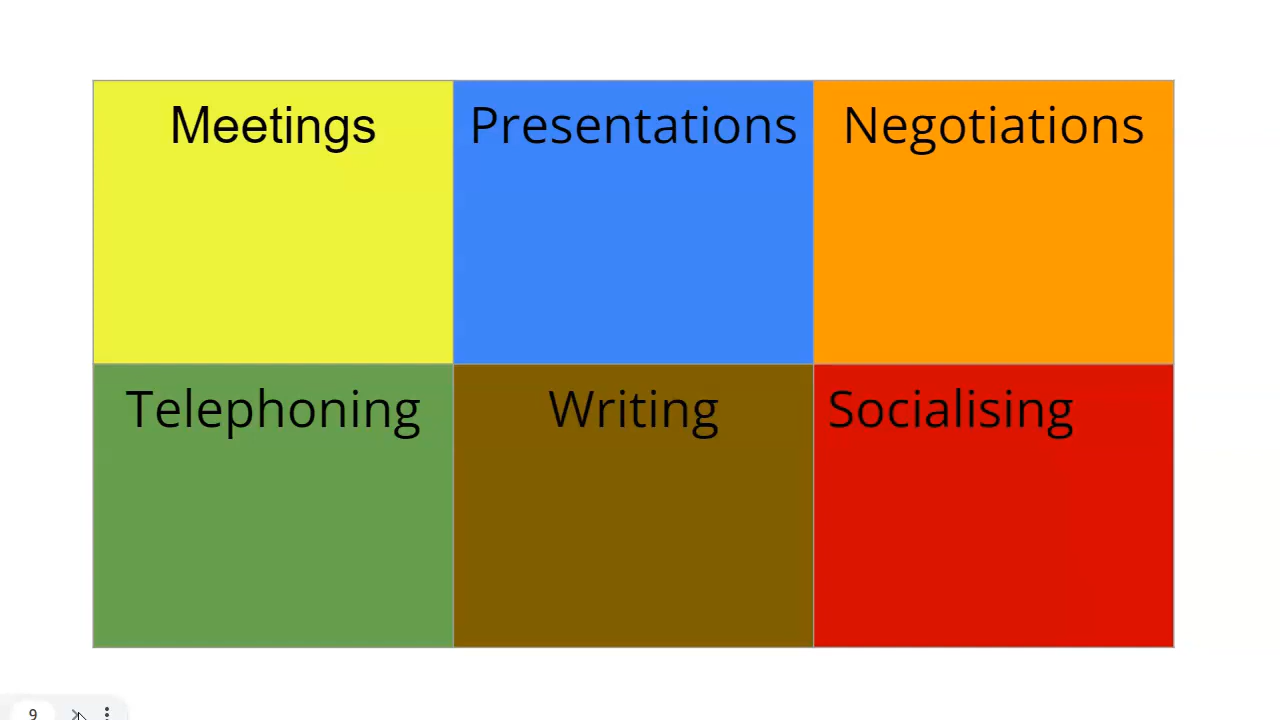 Meetings
Presentations
Negotiations
Telephoning
Writing
Socialising
9